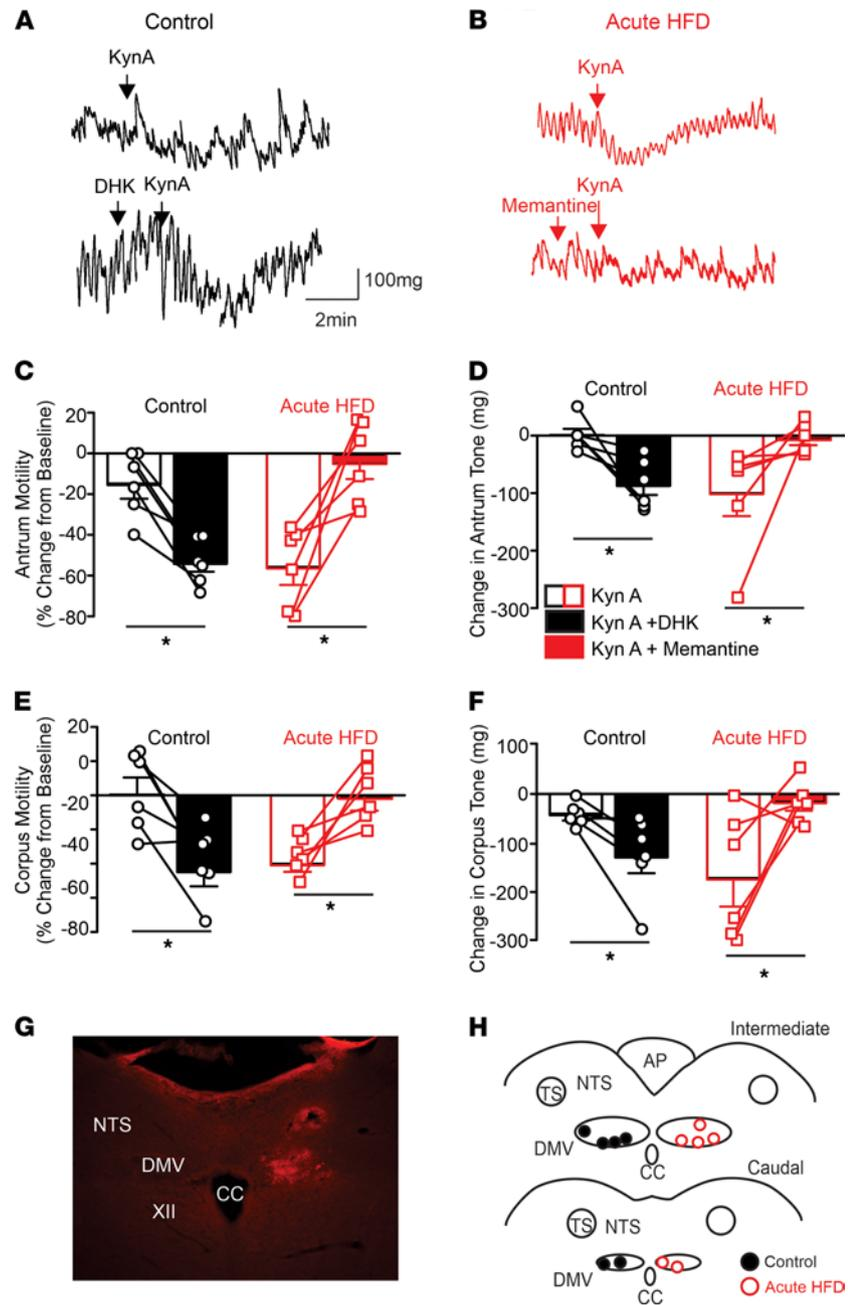 A
Control
KynA
DHK KynA
100mg
2min
B
Acute HFD
KynA
KynA
Memantine
C
Control
Acute HFD
Antrum Motility
(% Change from Baseline)
20
0
-20
-40
-60
-80
*
*
D
Control
Acute HFD
Change in Antrum Tone (mg)
0
-100
-200
-300
*
*
Kyn A
Kyn A +DHK
Kyn A + Memantine
E
Control
Acute HFD
Corpus Motility
(% Change from Baseline)
20
0
-20
-40
-60
-80
*
*
F
Control
Acute HFD
Change in Corpus Tone (mg)
100
0
-100
-200
-300
*
*
G
NTS
DMV
CC
XII
H
Intermediate
AP
TS
NTS
DMV
CC
Caudal
TS
NTS
DMV
CC
Control
Acute HFD